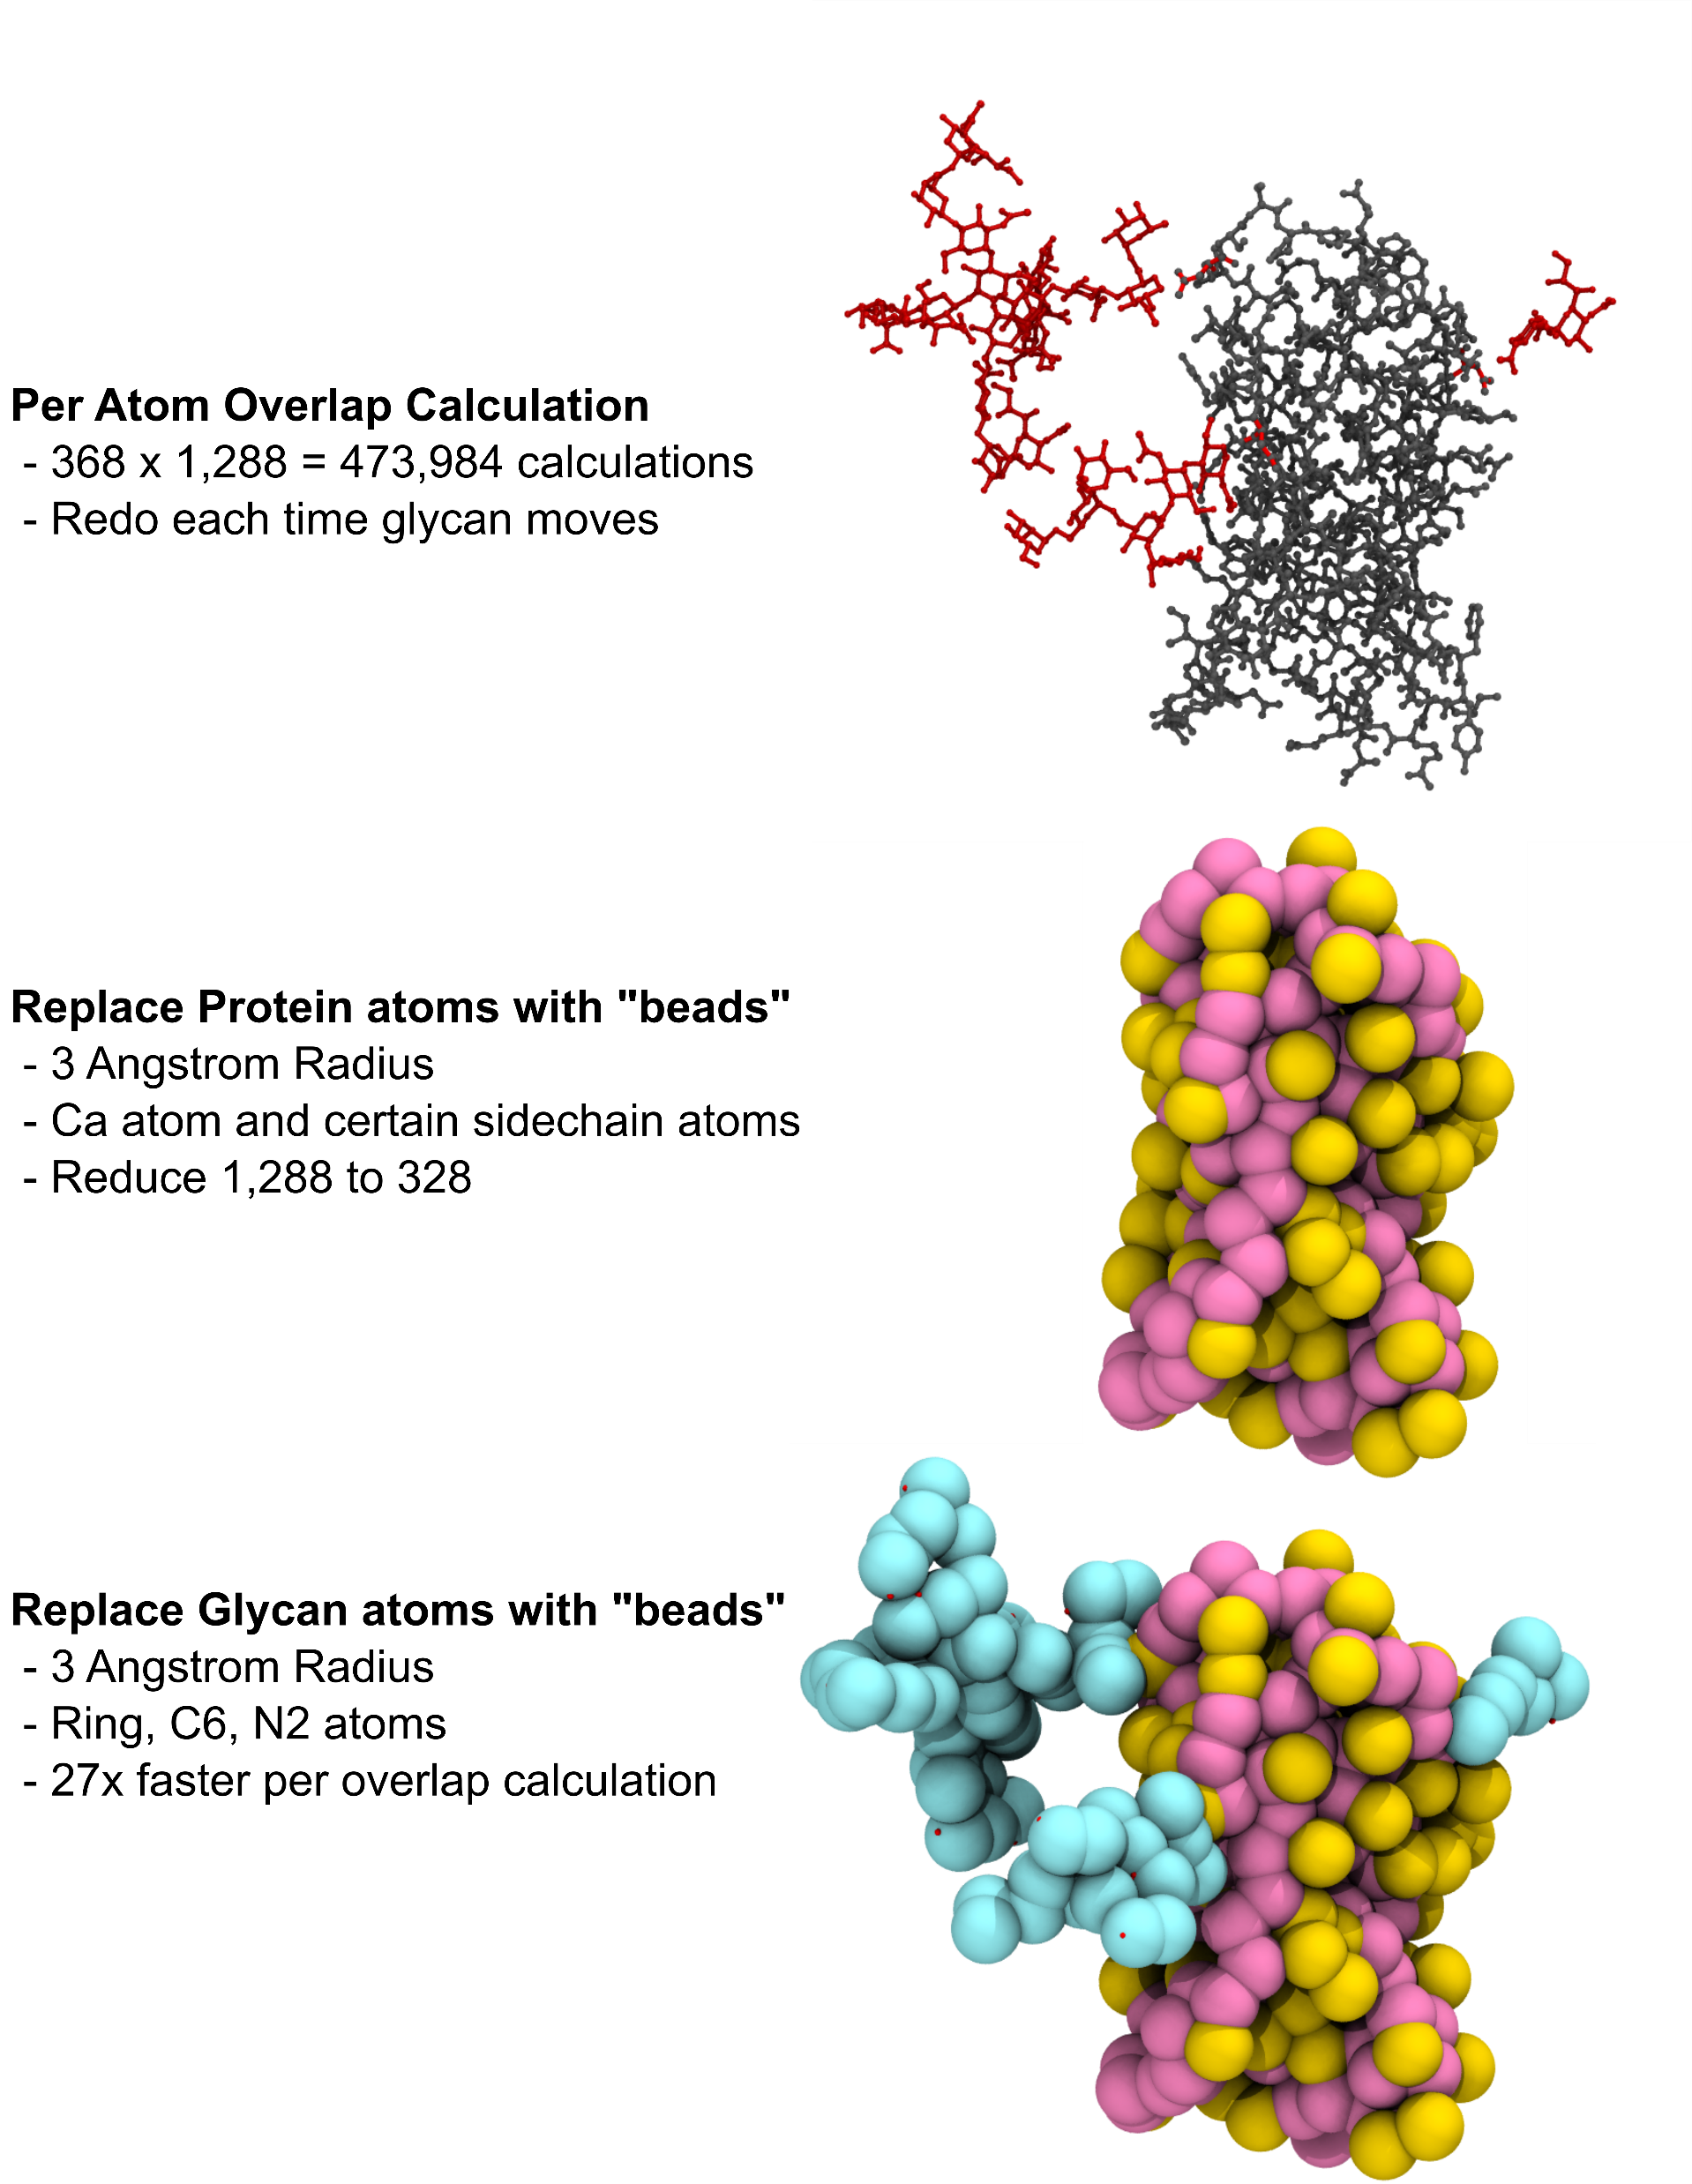 Per Atom Overlap Calculation
- 368 x 1,288 = 473,984 calculations
- Redo each time glycan moves
Replace Protein atoms with "beads"
- 3 Angstrom Radius
- Ca atom and certain sidechain atoms
- Reduce 1,288 to 328
Replace Glycan atoms with "beads"
- 3 Angstrom Radius
- Ring, C6, N2 atoms
- 27x faster per overlap calculation